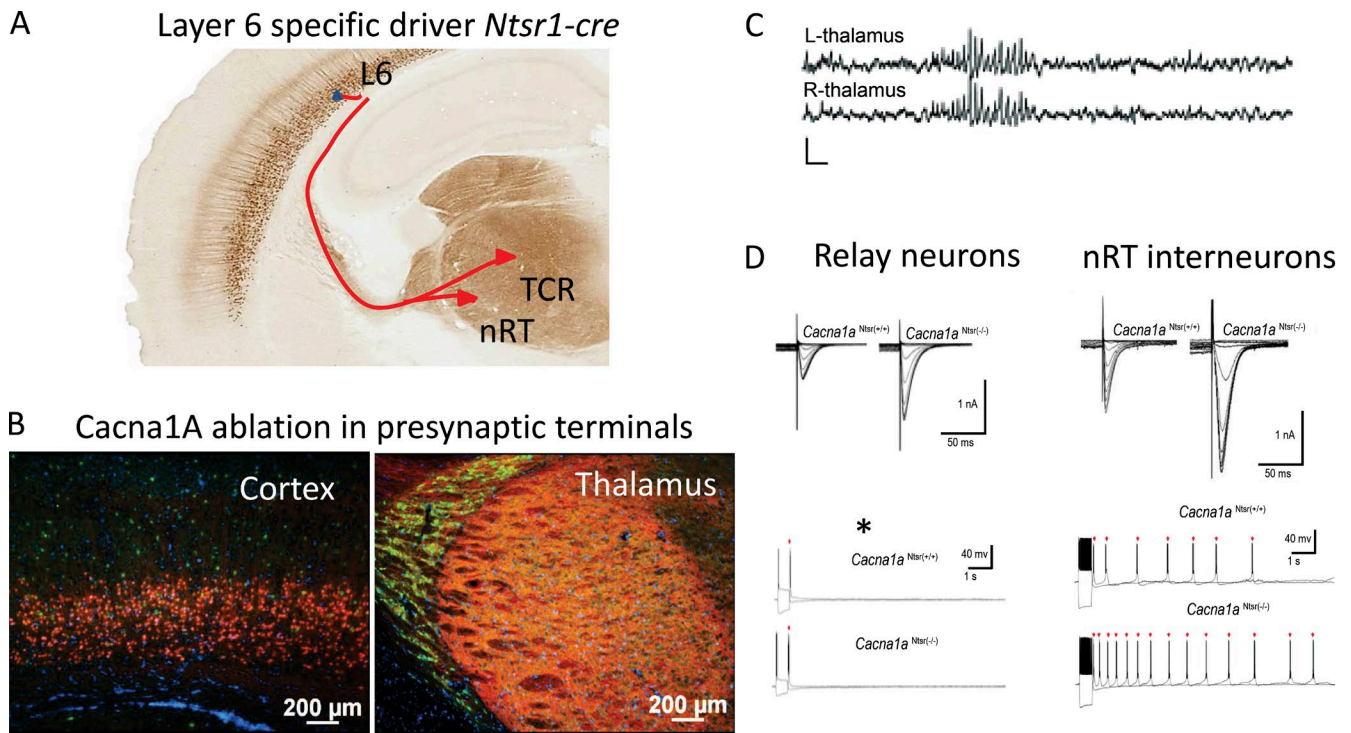 A
Layer 6 specific driver Ntsr1-cre
L6
TCR
nRT
B
Cacna1A ablation in presynaptic terminals
Cortex
200 µm
Thalamus
200 µm
C
L-thalamus
R-thalamus
D
Relay neurons
nRT interneurons
Cacna1a Ntsr(+/+)
Cacna1a Ntsr(-/-)
1 nA
50 ms
Cacna1a Ntsr(+/+)
Cacna1a Ntsr(-/-)
1 nA
50 ms
*
Cacna1a Ntsr(+/+)
40 mv
1 s
Cacna1a Ntsr(-/-)
Cacna1a Ntsr(+/+)
40 mv
1 s
Cacna1a Ntsr(-/-)